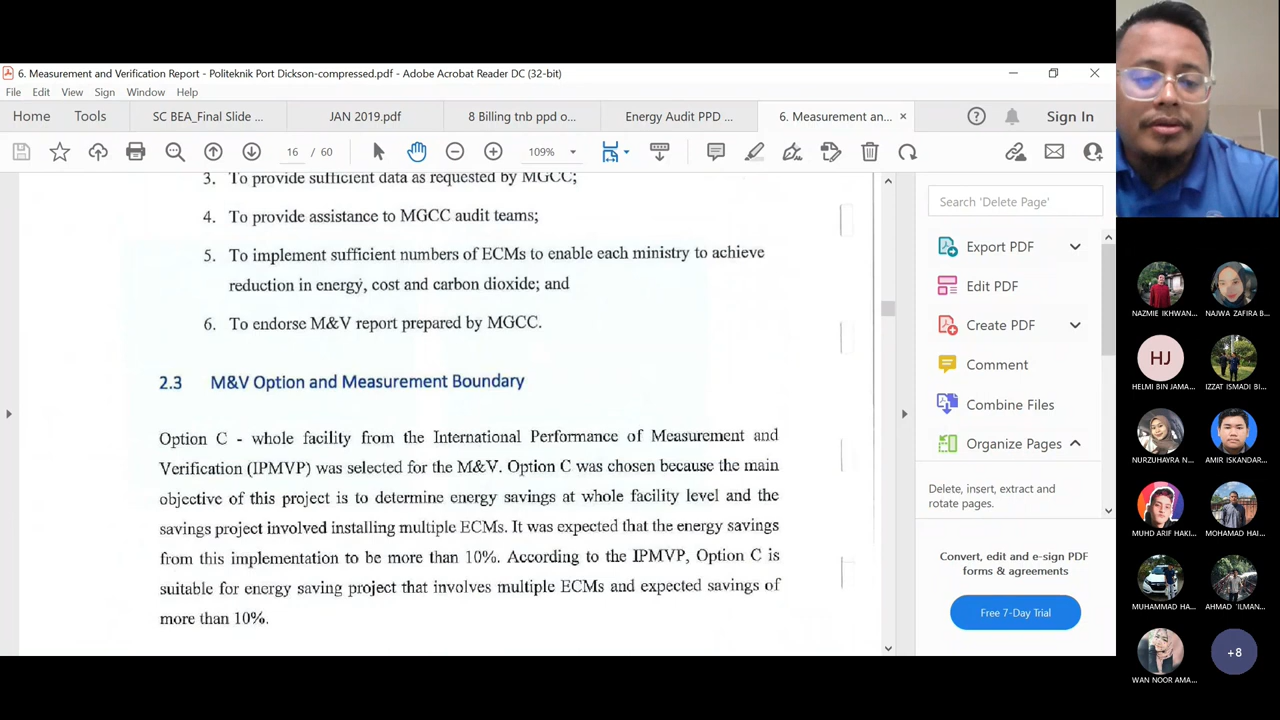 6. Measurement and Verification Report - Politeknik Port Dickson-compressed.pdf - Adobe Acrobat Reader DC (32-bit)
File Edit View Sign Window Help
Home Tools SC BEA_Final Slide ... JAN 2019.pdf 8 Billing tnb ppd o... Energy Audit PPD ... 6. Measurement an... × Sign In
16 / 60 109%
3. To provide sufficient data as requested by MGCC;
4. To provide assistance to MGCC audit teams;
5. To implement sufficient numbers of ECMs to enable each ministry to achieve
reduction in energy, cost and carbon dioxide; and
6. To endorse M&V report prepared by MGCC.
2.3 M&V Option and Measurement Boundary
Option C - whole facility from the International Performance of Measurement and
Verification (IPMVP) was selected for the M&V. Option C was chosen because the main
objective of this project is to determine energy savings at whole facility level and the
savings project involved installing multiple ECMs. It was expected that the energy savings
from this implementation to be more than 10%. According to the IPMVP, Option C is
suitable for energy saving project that involves multiple ECMs and expected savings of
more than 10%.
Search 'Delete Page'
Export PDF
Edit PDF
Create PDF
Comment
Combine Files
Organize Pages
Delete, insert, extract and
rotate pages.
Convert, edit and e-sign PDF
forms & agreements
Free 7-Day Trial
NAZMIE IKHWAN... NAJWA ZAFIRA B...
HJ
HELMI BIN JAMA... IZZAT ISMADI BI...
NURZUHAYRA N... AMIR ISKANDAR...
MUHD ARIF HAKI... MOHAMAD HAI...
MUHAMMAD HA... AHMAD 'ILMAN...
+8
WAN NOOR AMA...